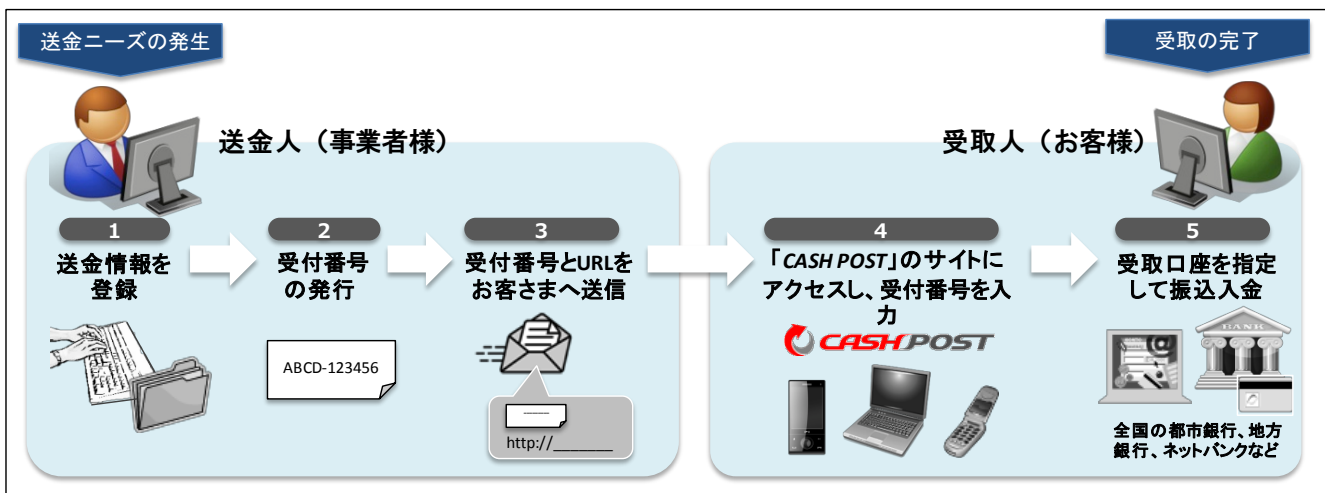 送金ニーズの発生
受取の完了
送金人（事業者様）
受取人（お客様）
1
送金情報を
登録
2
受付番号
の発行
ABCD-123456
3
受付番号とURLを
お客さまへ送信
http://_______
4
「CASH POST」のサイトに
アクセスし、受付番号を入
力
CASH POST
5
受取口座を指定
して振込入金
BANK
全国の都市銀行、地方
銀行、ネットバンクなど